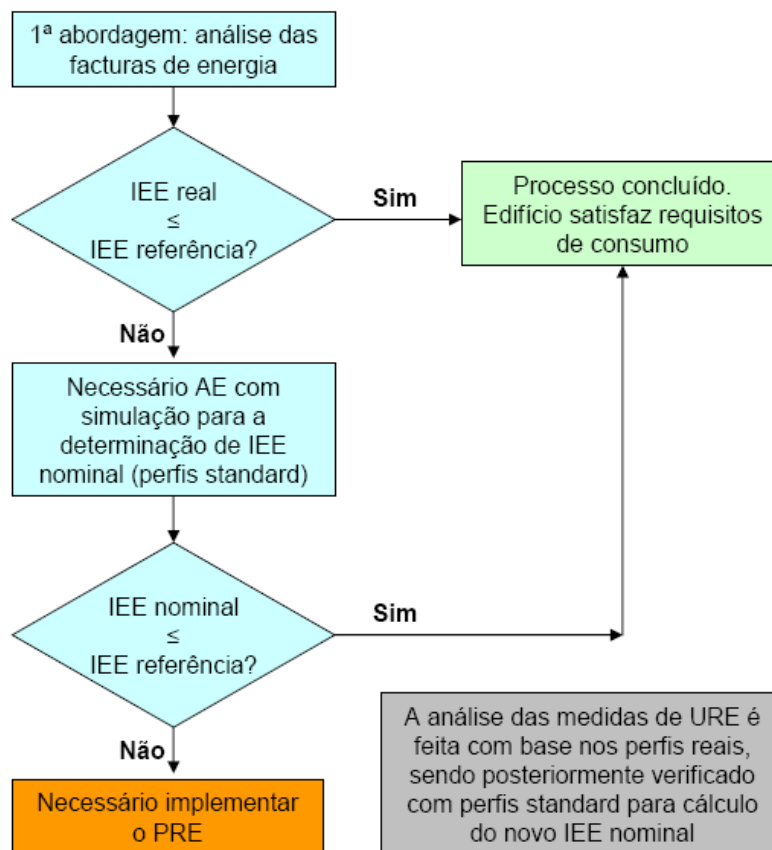 1ª abordagem: análise das
facturas de energia
IEE real
≤
IEE referência?
Sim
Processo concluído.
Edifício satisfaz requisitos
de consumo
Não
Necessário AE com
simulação para a
determinação de IEE
nominal (perfis standard)
IEE nominal
≤
IEE referência?
Sim
Não
Necessário implementar
o PRE
A análise das medidas de URE é
feita com base nos perfis reais,
sendo posteriormente verificado
com perfis standard para cálculo
do novo IEE nominal